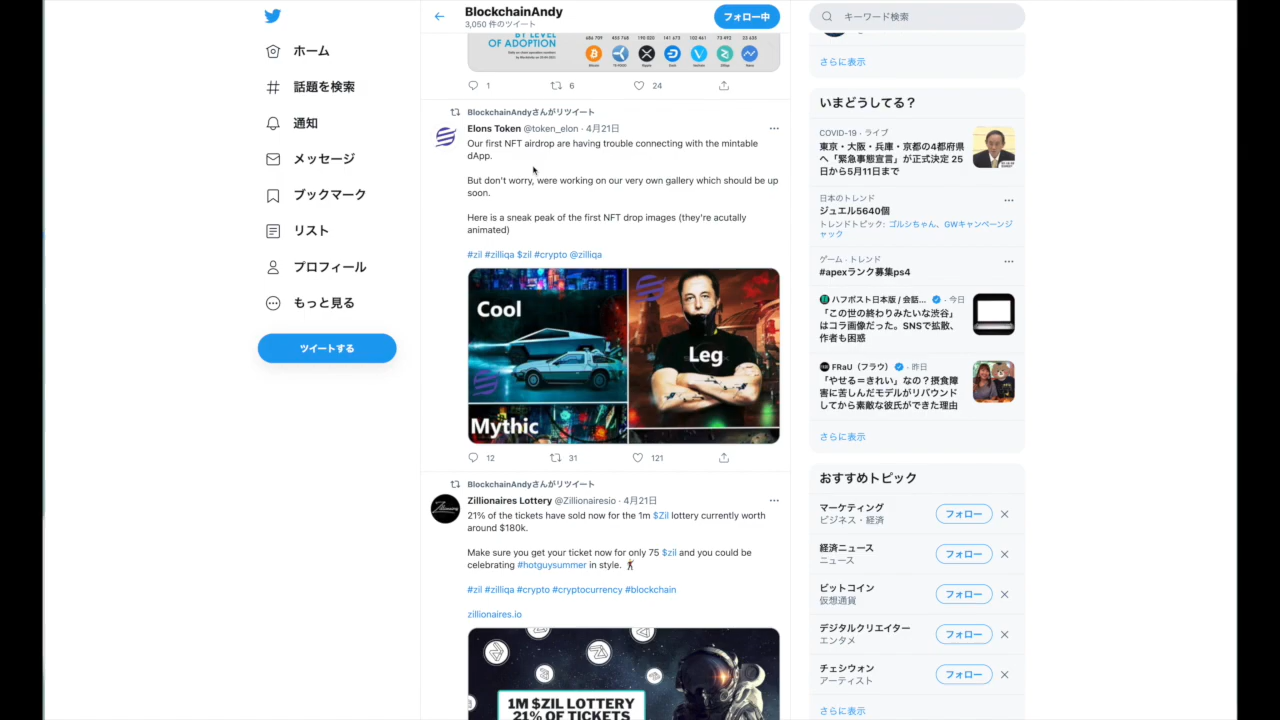 ホーム
話題を検索
通知
メッセージ
ブックマーク
リスト
プロフィール
もっと見る
ツイートする
BlockchainAndy
3,050 件のツイート
フォロー中
BY LEVEL
OF ADOPTION
1
6
24
BlockchainAndyさんがリツイート
Elons Token @token_elon · 4月21日
Our first NFT airdrop are having trouble connecting with the mintable
dApp.
But don't worry, were working on our very own gallery which should be up
soon.
Here is a sneak peak of the first NFT drop images (they're acutally
animated)
#zil #zilliqa $zil #crypto @zilliqa
Cool
Mythic
Leg
12
31
121
BlockchainAndyさんがリツイート
Zillionaires Lottery @Zillionairesio · 4月21日
21% of the tickets have sold now for the 1m $Zil lottery currently worth
around $180k.
Make sure you get your ticket now for only 75 $zil and you could be
celebrating #hotguysummer in style.
#zil #zilliqa #crypto #cryptocurrency #blockchain
zillionaires.io
1M $ZIL LOTTERY
21% OF TICKETS
キーワード検索
さらに表示
いまどうしてる？
COVID-19 · ライブ
東京・大阪・兵庫・京都の4都府県
へ「緊急事態宣言」が正式決定 25
日から5月11日まで
日本のトレンド
ジュエル5640個
トレンドトピック: ゴルシちゃん、GWキャンペーンジ
ャック
ゲーム · トレンド
#apexランク募集ps4
ハフポスト日本版 / 会話... · 今日
「この世の終わりみたいな渋谷」
はコラ画像だった。SNSで拡散、
作者も困惑
FRaU（フラウ） · 昨日
「やせる＝きれい」なの？摂食障
害に苦しんだモデルがリバウンド
してから素敵な彼氏ができた理由
さらに表示
おすすめトピック
マーケティング
ビジネス・経済
フォロー
経済ニュース
ニュース
フォロー
ビットコイン
仮想通貨
フォロー
デジタルクリエイター
エンタメ
フォロー
チェシウォン
アーティスト
フォロー
さらに表示